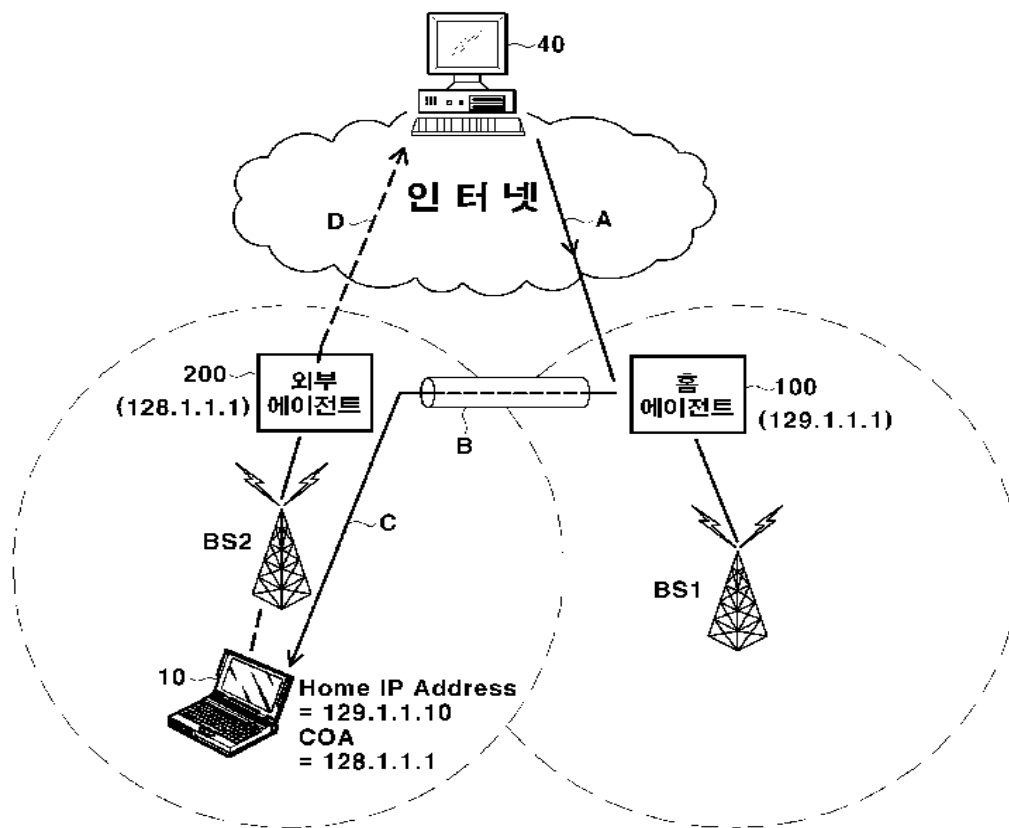 40
인 터 넷
D
A
200
(128.1.1.1)
외부
에이전트
홈
에이전트
100
(129.1.1.1)
B
C
BS2
BS1
10
Home IP Address
= 129.1.1.10
COA
= 128.1.1.1